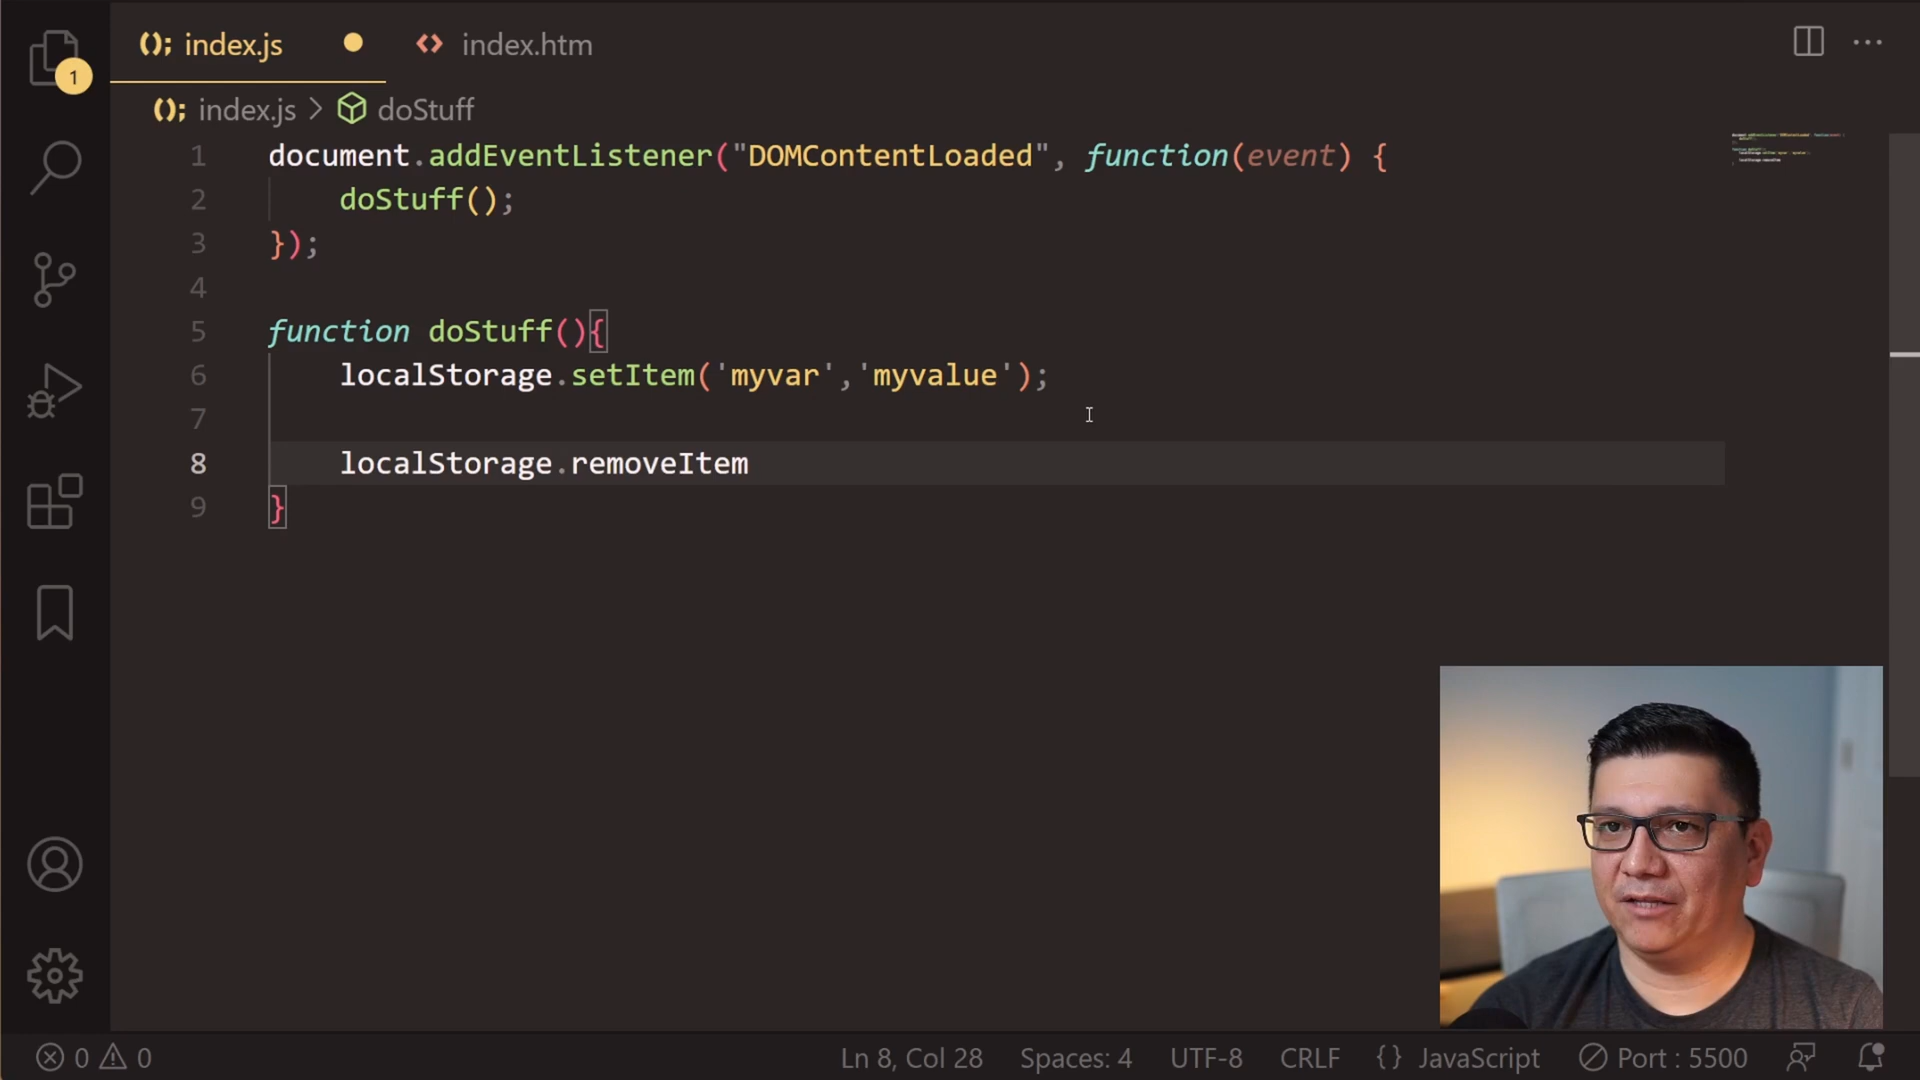 index.js index.htm
1
index.js > doStuff
1 document.addEventListener("DOMContentLoaded", function(event) {
2 doStuff();
3 });
4
5 function doStuff(){
6 localStorage.setItem('myvar','myvalue');
7
8 localStorage.removeItem
9 }
0 0 Ln 8, Col 28 Spaces: 4 UTF-8 CRLF {} JavaScript Port : 5500